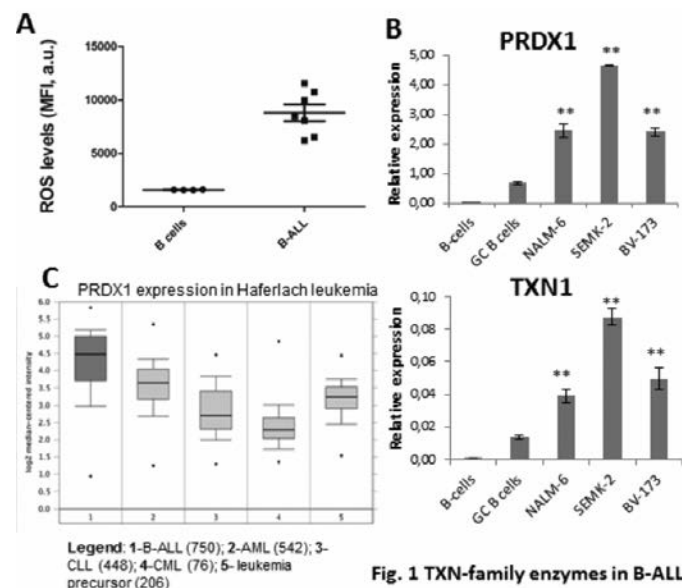 A
ROS levels (MFI, a.u.)
15000
10000
5000
0
B cells
B-ALL
B
PRDX1
Relative expression
5,00
4,00
3,00
2,00
1,00
0,00
**
**
**
B-cells
GC B cells
NALM-6
SEMK-2
BV-173
C
PRDX1 expression in Haferlach leukemia
log2 median-centered intensity
6.0
5.5
5.0
4.5
4.0
3.5
3.0
2.5
2.0
1.5
1.0
0.5
0.0
1
2
3
4
5
Legend: 1-B-ALL (750); 2-AML (542); 3-
CLL (448); 4-CML (76); 5- leukemia
precursor (206)
TXN1
Relative expression
0,10
0,08
0,06
0,04
0,02
0,00
**
**
**
B-cells
GC B cells
NALM-6
SEMK-2
BV-173
Fig. 1 TXN-family enzymes in B-ALL